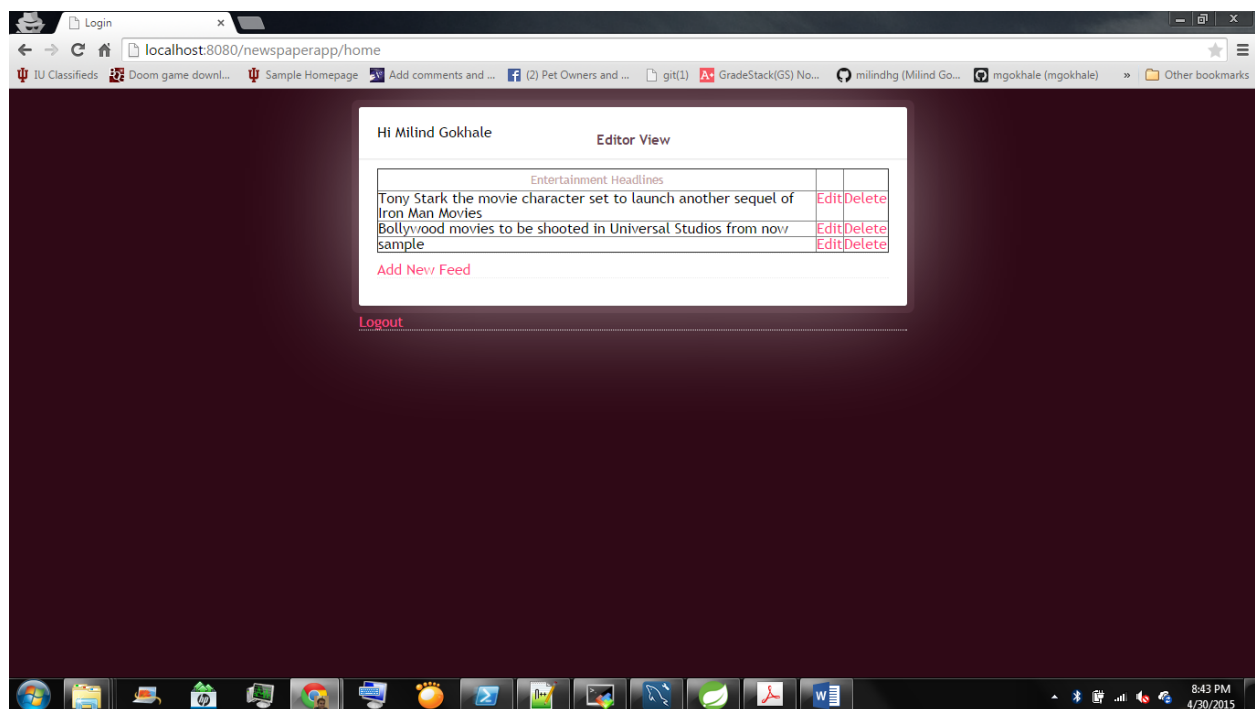 Login
localhost:8080/newspaperapp/home
IU Classifieds Doom game downl... Sample Homepage Add comments and ... (2) Pet Owners and ... git(1) GradeStack(GS) No... milindhg (Milind Go... mgokhale (mgokhale) » Other bookmarks
Hi Milind Gokhale
Editor View
Entertainment Headlines
Tony Stark the movie character set to launch another sequel of Edit Delete
Iron Man Movies
Bollywood movies to be shooted in Universal Studios from now Edit Delete
sample Edit Delete
Add New Feed
Logout
8:43 PM
4/30/2015